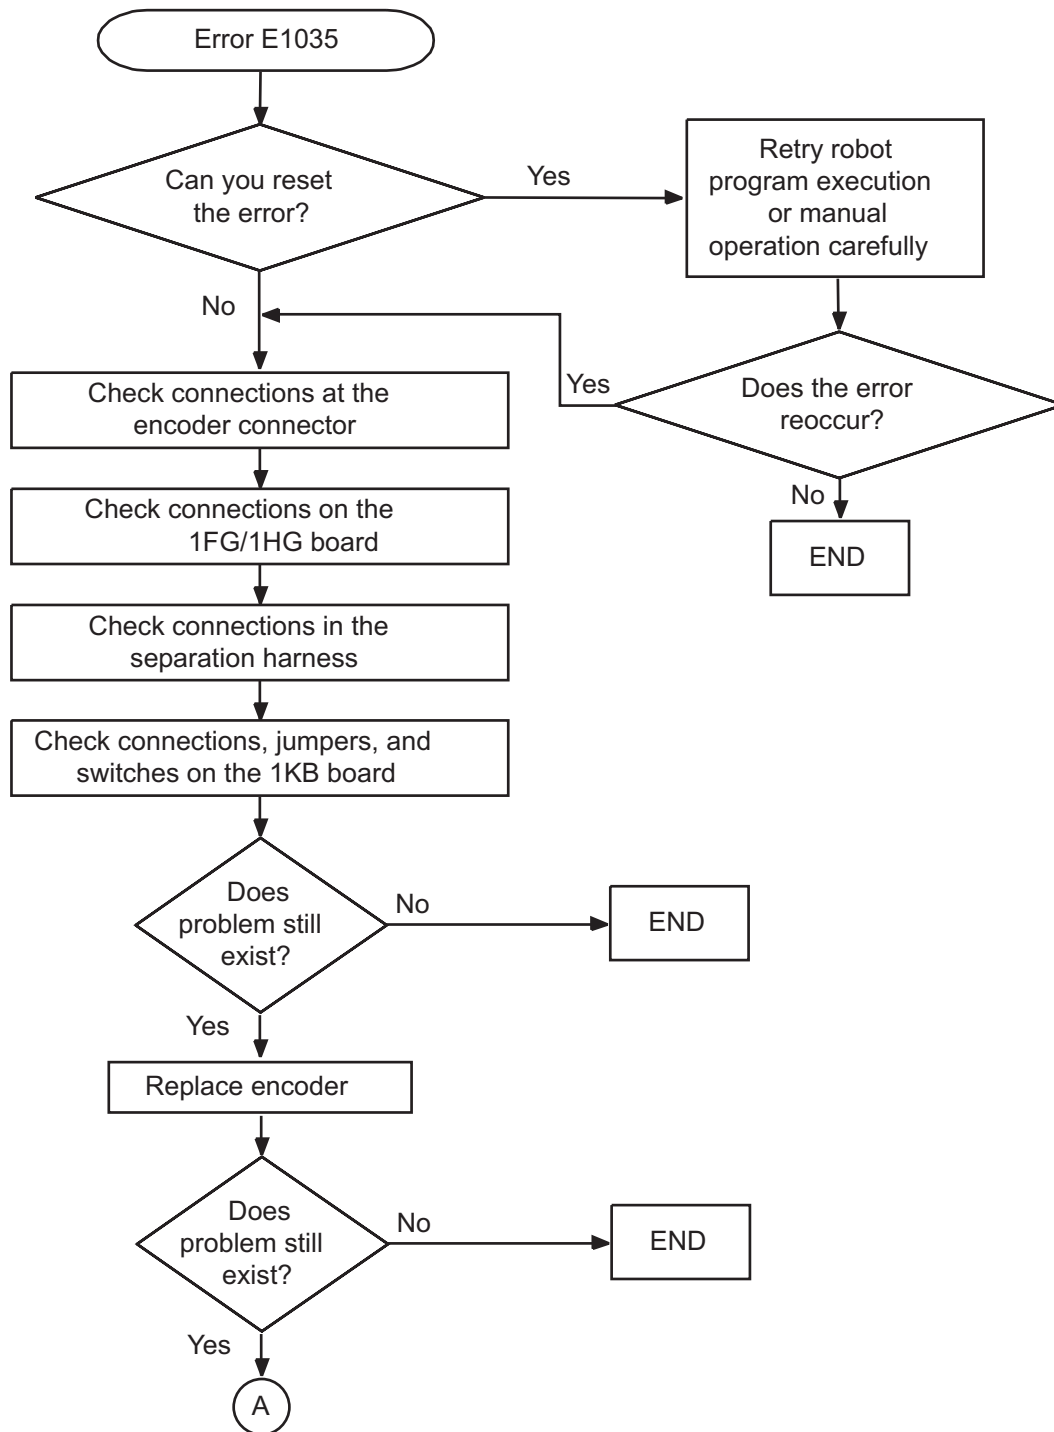 Error E1035
Can you reset
the error?
Yes
Retry robot
program execution
or manual
operation carefully
No
Yes
Does the error
reoccur?
No
END
Check connections at the
encoder connector
Check connections on the
1FG/1HG board
Check connections in the
separation harness
Check connections, jumpers, and
switches on the 1KB board
Does
problem still
exist?
No
END
Yes
Replace encoder
Does
problem still
exist?
No
END
Yes
A